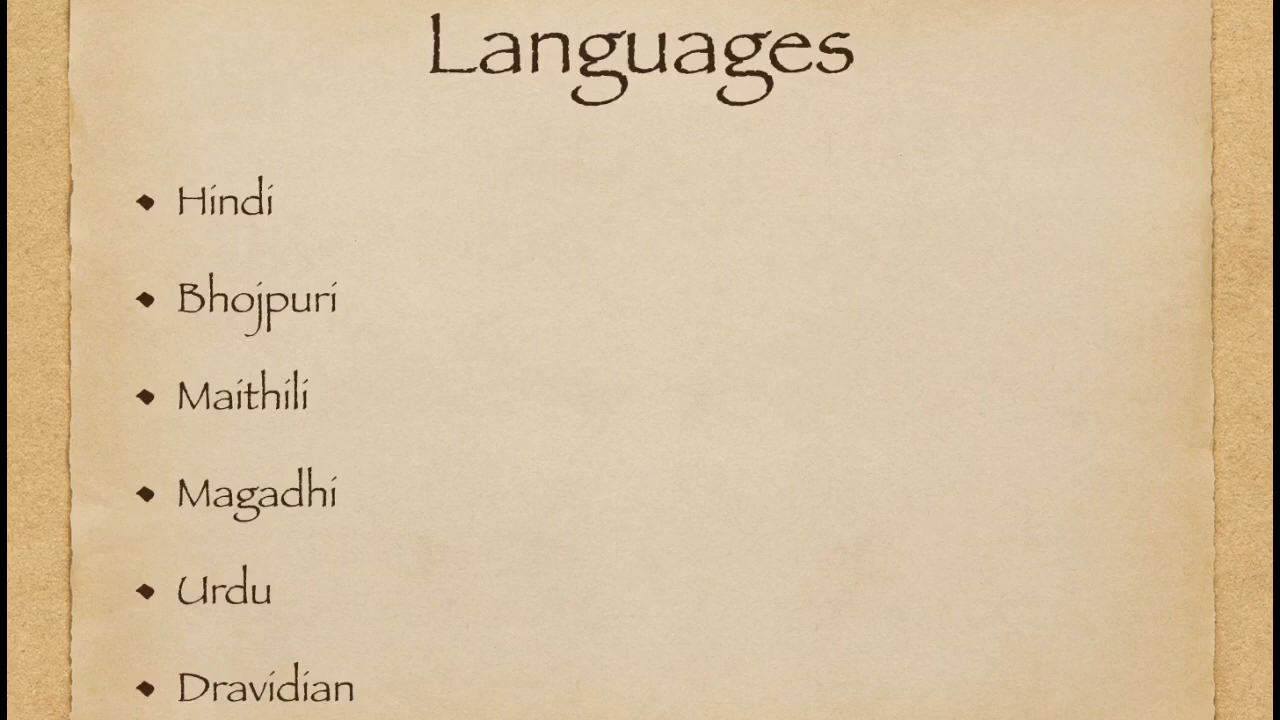 Languages
• Hindi
• Bhojpuri
• Maithili
• Magadhi
• Urdu
• Dravidian